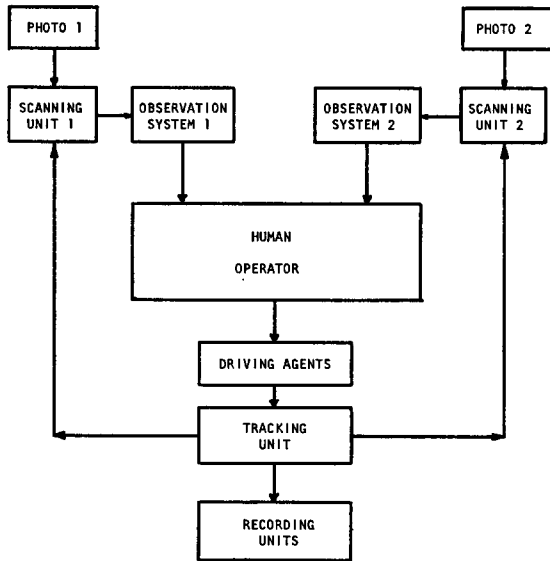 PHOTO 1
PHOTO 2
SCANNING
UNIT 1
OBSERVATION
SYSTEM 1
OBSERVATION
SYSTEM 2
SCANNING
UNIT 2
HUMAN
OPERATOR
DRIVING AGENTS
TRACKING
UNIT
RECORDING
UNITS